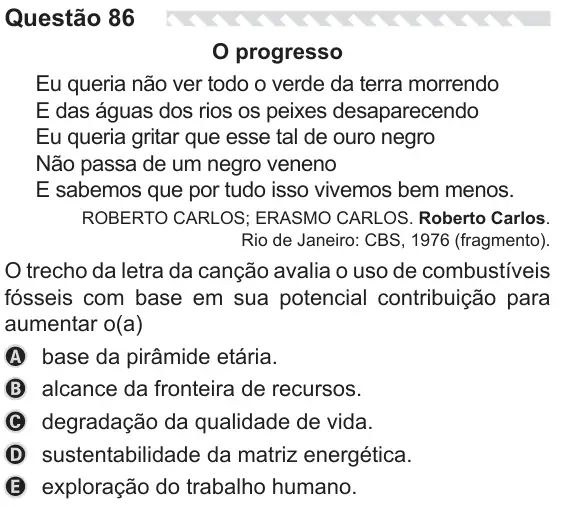 Questão 86
O progresso
Eu queria não ver todo o verde da terra morrendo
E das águas dos rios os peixes desaparecendo
Eu queria gritar que esse tal de ouro negro
Não passa de um negro veneno
E sabemos que por tudo isso vivemos bem menos.
ROBERTO CARLOS; ERASMO CARLOS. Roberto Carlos.
Rio de Janeiro: CBS, 1976 (fragmento).
O trecho da letra da canção avalia o uso de combustíveis
fósseis com base em sua potencial contribuição para
aumentar o(a)
A base da pirâmide etária.
B alcance da fronteira de recursos.
C degradação da qualidade de vida.
D sustentabilidade da matriz energética.
E exploração do trabalho humano.